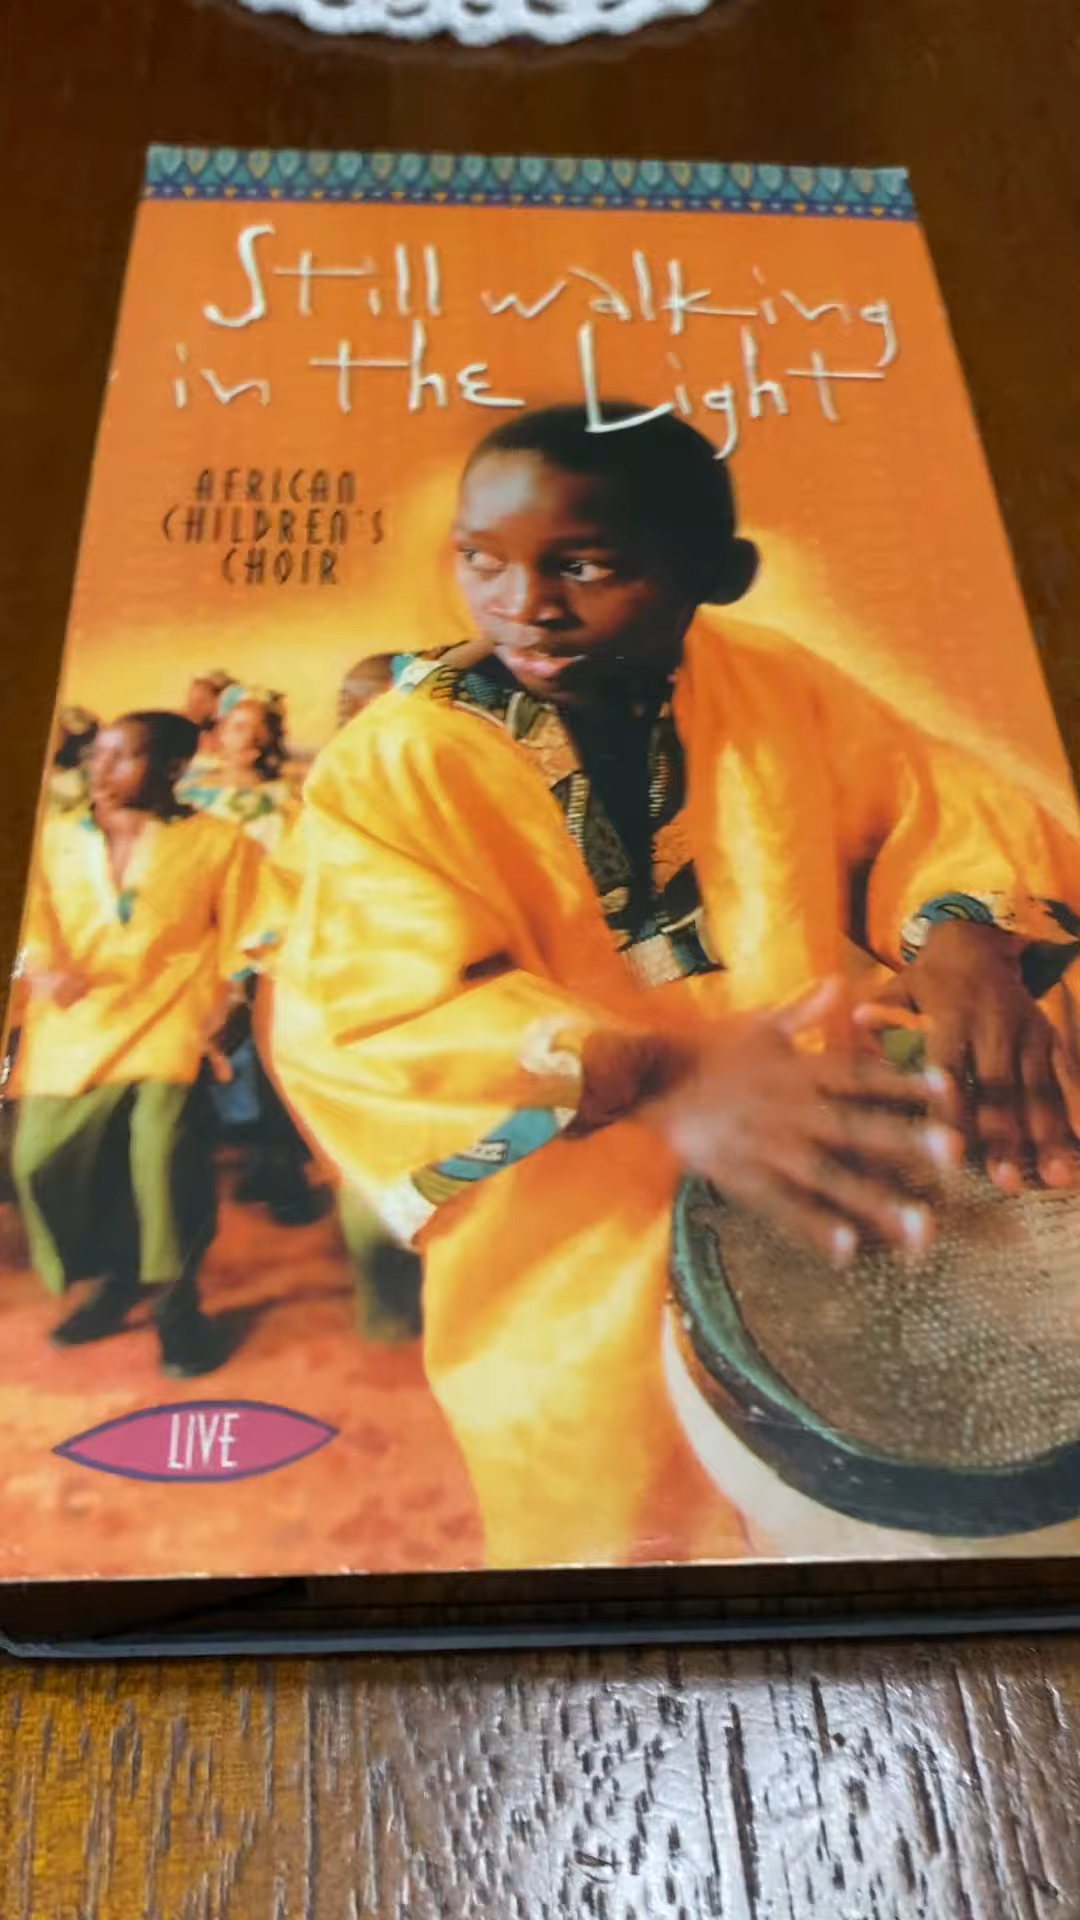 Still walking
in the Light
AFRICAN
CHILDREN'S
CHOIR
LIVE